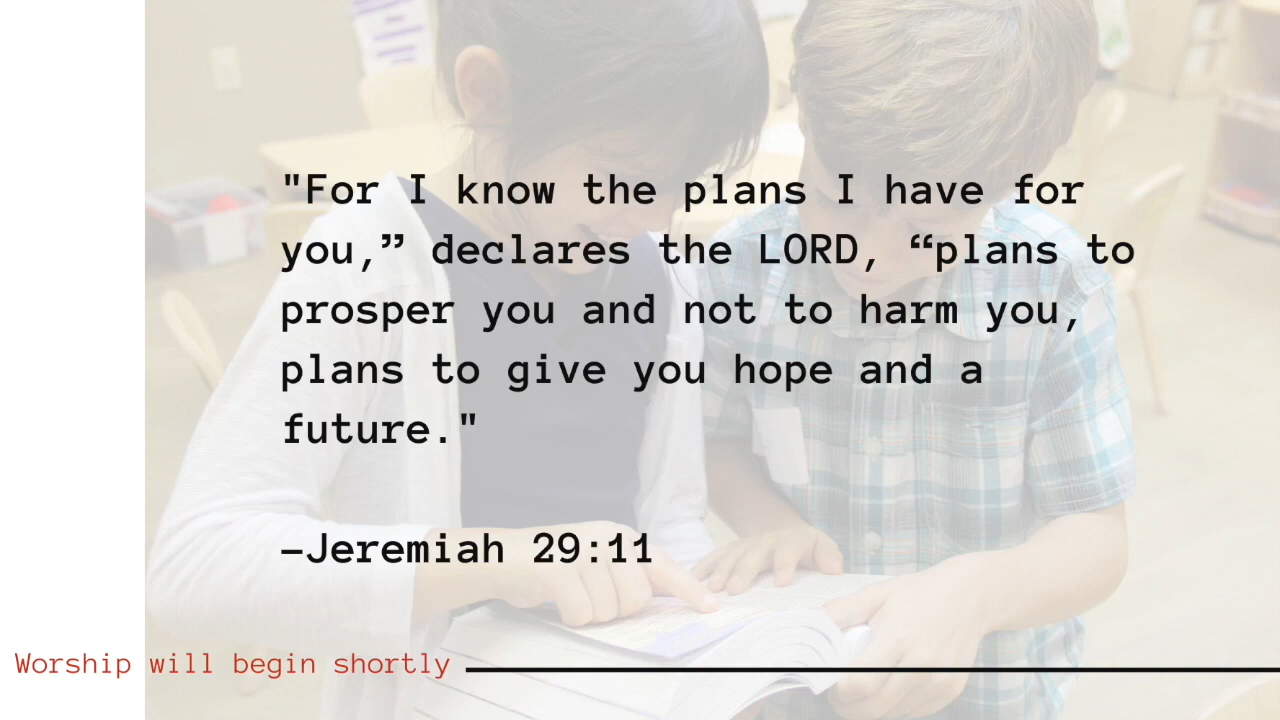 "For I know the plans I have for
you,” declares the LORD, “plans to
prosper you and not to harm you,
plans to give you hope and a
future."
–Jeremiah 29:11
Worship will begin shortly